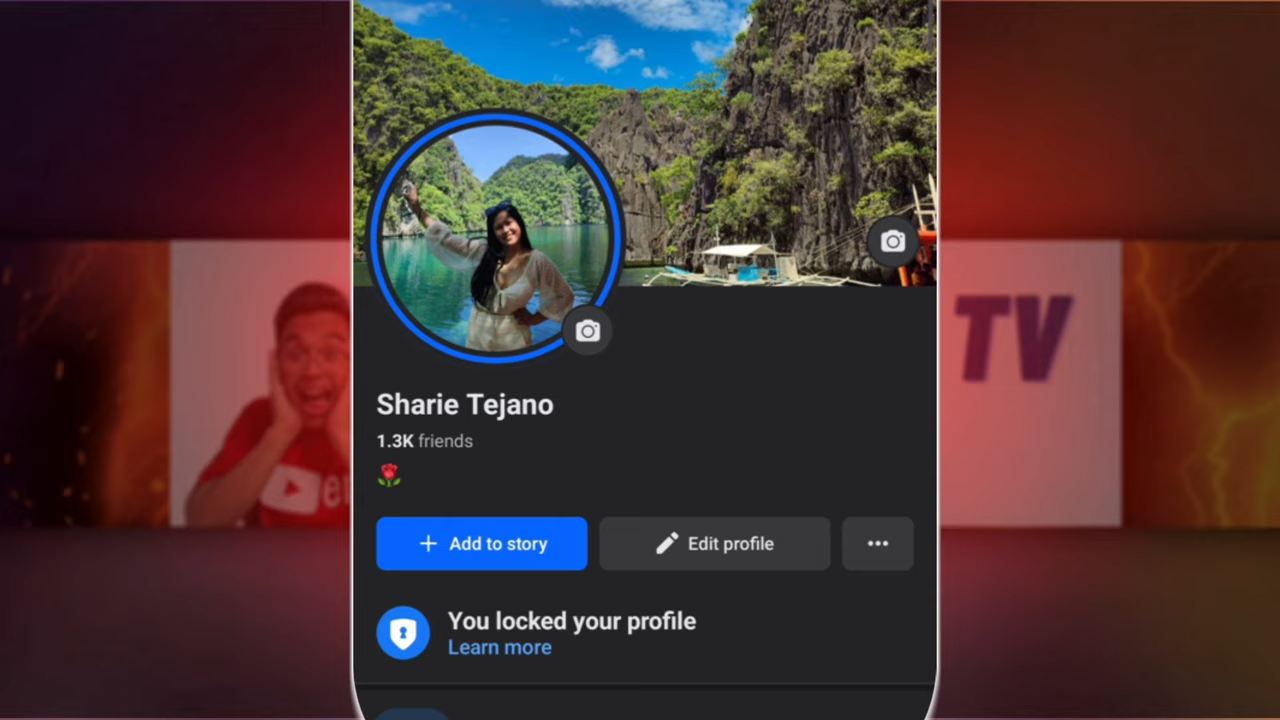 Sharie Tejano
1.3K friends
+ Add to story
Edit profile
You locked your profile
Learn more
TV